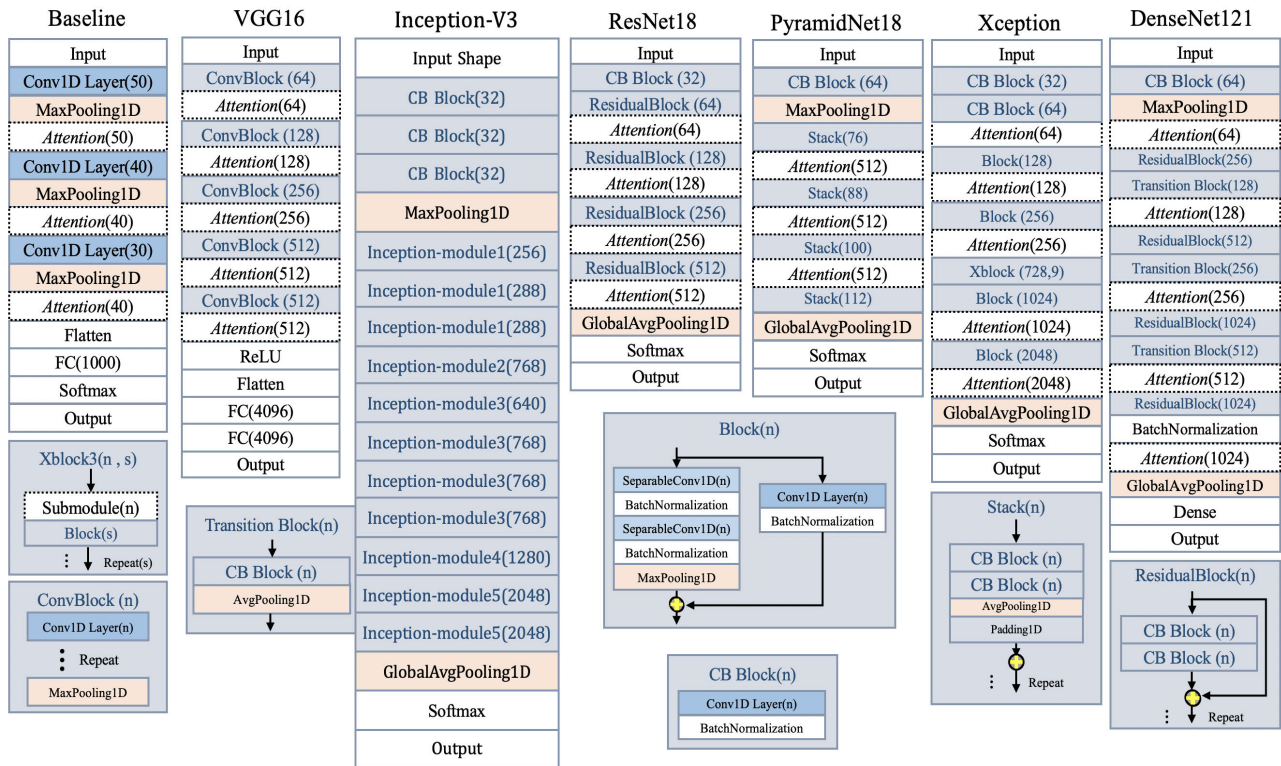 Baseline
Input
Conv1D Layer(50)
MaxPooling1D
Attention(50)
Conv1D Layer(40)
MaxPooling1D
Attention(40)
Conv1D Layer(30)
MaxPooling1D
Attention(40)
Flatten
FC(1000)
Softmax
Output
Xblock3(n , s)
Submodule(n)
Block(s)
⋮ Repeat(s)
ConvBlock (n)
Conv1D Layer(n)
⋮ Repeat
MaxPooling1D
VGG16
Input
ConvBlock (64)
Attention(64)
ConvBlock (128)
Attention(128)
ConvBlock (256)
Attention(256)
ConvBlock (512)
Attention(512)
ConvBlock (512)
Attention(512)
ReLU
Flatten
FC(4096)
FC(4096)
Output
Transition Block(n)
CB Block (n)
AvgPooling1D
Inception-V3
Input Shape
CB Block(32)
CB Block(32)
CB Block(32)
MaxPooling1D
Inception-module1(256)
Inception-module1(288)
Inception-module1(288)
Inception-module2(768)
Inception-module3(640)
Inception-module3(768)
Inception-module3(768)
Inception-module3(768)
Inception-module4(1280)
Inception-module5(2048)
Inception-module5(2048)
GlobalAvgPooling1D
Softmax
Output
ResNet18
Input
CB Block (32)
ResidualBlock (64)
Attention(64)
ResidualBlock (128)
Attention(128)
ResidualBlock (256)
Attention(256)
ResidualBlock (512)
Attention(512)
GlobalAvgPooling1D
Softmax
Output
PyramidNet18
Input
CB Block (64)
MaxPooling1D
Stack(76)
Attention(512)
Stack(88)
Attention(512)
Stack(100)
Attention(512)
Stack(112)
GlobalAvgPooling1D
Softmax
Output
Block(n)
SeparableConv1D(n)
BatchNormalization
SeparableConv1D(n)
BatchNormalization
MaxPooling1D
Conv1D Layer(n)
BatchNormalization
CB Block(n)
Conv1D Layer(n)
BatchNormalization
Xception
Input
CB Block (32)
CB Block (64)
Attention(64)
Block(128)
Attention(128)
Block (256)
Attention(256)
Xblock (728,9)
Block (1024)
Attention(1024)
Block (2048)
Attention(2048)
GlobalAvgPooling1D
Softmax
Output
Stack(n)
CB Block (n)
CB Block (n)
AvgPooling1D
Padding1D
⋮ Repeat
DenseNet121
Input
CB Block (64)
MaxPooling1D
Attention(64)
ResidualBlock(256)
Transition Block(128)
Attention(128)
ResidualBlock(512)
Transition Block(256)
Attention(256)
ResidualBlock(1024)
Transition Block(512)
Attention(512)
ResidualBlock(1024)
BatchNormalization
Attention(1024)
GlobalAvgPooling1D
Dense
Output
ResidualBlock(n)
CB Block (n)
CB Block (n)
⋮ Repeat